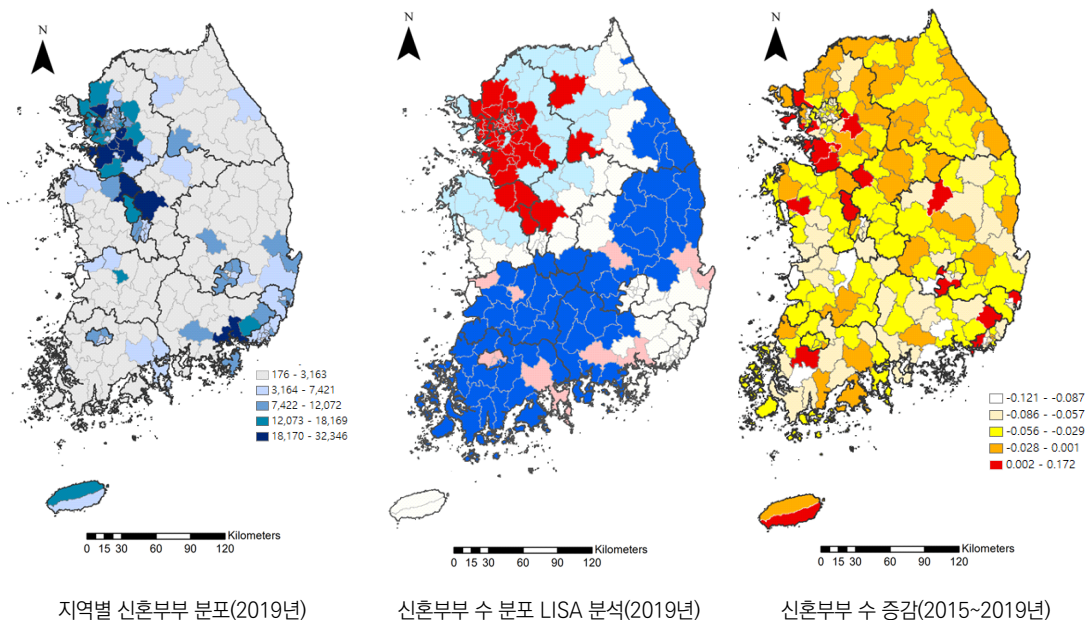 N
176 - 3,163
3,164 - 7,421
7,422 - 12,072
12,073 - 18,169
18,170 - 32,346
Kilometers
0 15 30 60 90 120
지역별 신혼부부 분포(2019년)
N
Kilometers
0 15 30 60 90 120
신혼부부 수 분포 LISA 분석(2019년)
N
-0.121 - -0.087
-0.086 - -0.057
-0.056 - -0.029
-0.028 - 0.001
0.002 - 0.172
Kilometers
0 15 30 60 90 120
신혼부부 수 증감(2015~2019년)